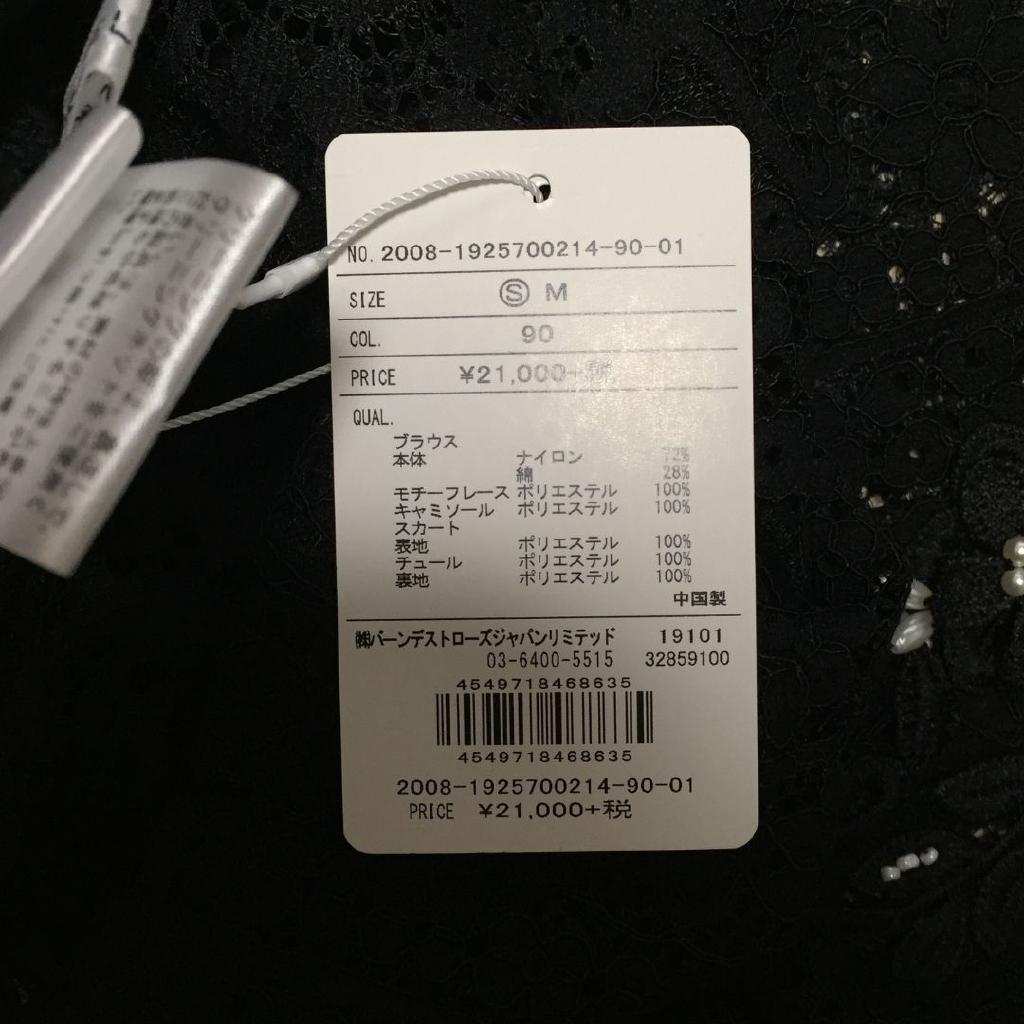 NO. 2008-1925700214-90-01
SIZE Ⓢ M
COL. 90
PRICE ¥21,000+税
QUAL.
ブラウス
本体 ナイロン 72%
綿 28%
モチーフレース ポリエステル 100%
キャミソール ポリエステル 100%
スカート
表地 ポリエステル 100%
チュール ポリエステル 100%
裏地 ポリエステル 100%
中国製
㈱バーンデストローズジャパンリミテッド 19101
03-6400-5515 32859100
4549718468635
4549718468635
2008-1925700214-90-01
PRICE ¥21,000+税